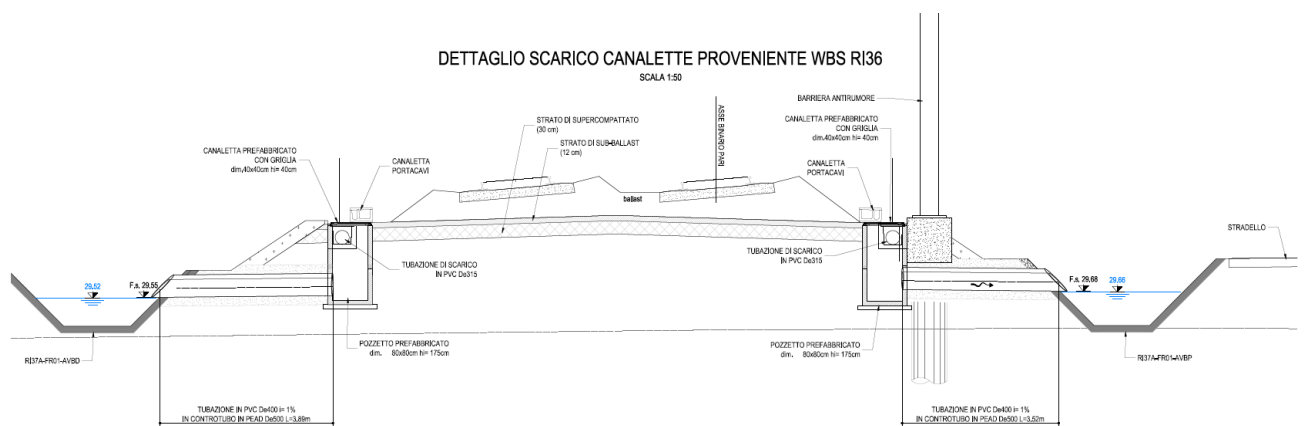 DETTAGLIO SCARICO CANALETTE PROVENIENTE WBS RI36
SCALA 1:50
BARRIERA ANTIRUMORE
STRATO DI SUPERCOMPATTATO
(30 cm)
ASSE BINARIO PARI
CANALETTA PREFABBRICATO
CON GRIGLIA
dim.40x40cm hi= 40cm
STRATO DI SUB-BALLAST
(12 cm)
CANALETTA PREFABBRICATO
CON GRIGLIA
dim.40x40cm hi= 40cm
CANALETTA
PORTACAVI
CANALETTA
PORTACAVI
ballast
STRADELLO
TUBAZIONE DI SCARICO
IN PVC De315
TUBAZIONE DI SCARICO
IN PVC De315
29.52
F.s. 29.55
F.s. 29.68
29.66
POZZETTO PREFABBRICATO
dim. 80x80cm hi= 175cm
POZZETTO PREFABBRICATO
dim. 80x80cm hi= 175cm
RI37A-FR01-AVBD
RI37A-FR01-AVBP
TUBAZIONE IN PVC De400 i= 1%
IN CONTROTUBO IN PEAD De500 L=3,89m
TUBAZIONE IN PVC De400 i= 1%
IN CONTROTUBO IN PEAD De500 L=3,52m